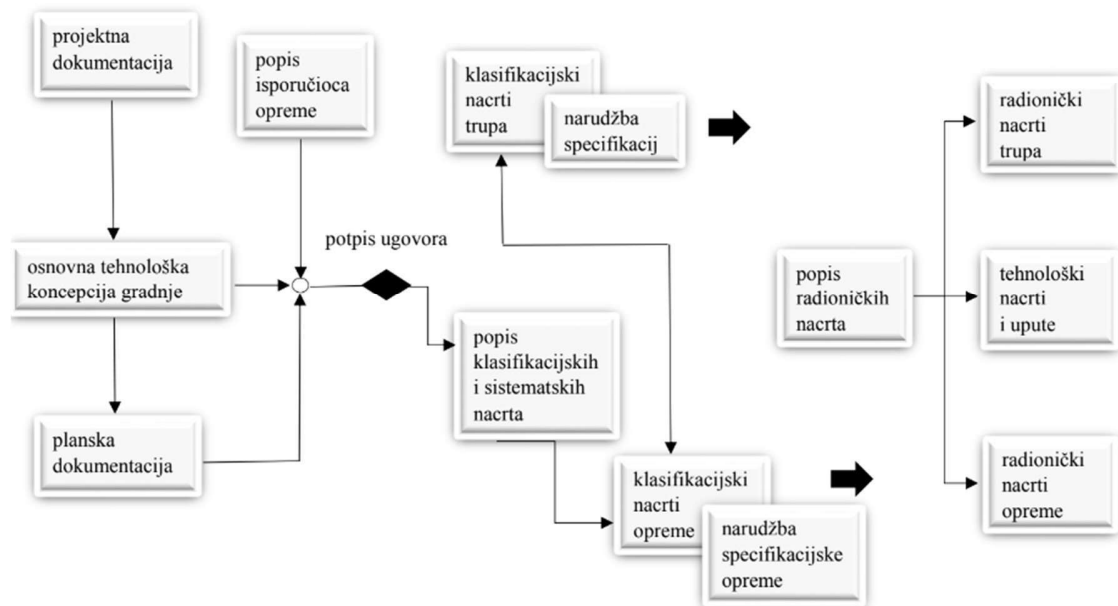 projektna
dokumentacija
popis
isporučioca
opreme
osnovna tehnološka
koncepcija gradnje
planska
dokumentacija
potpis ugovora
klasifikacijski
nacrti
trupa
narudžba
specifikacij
popis
klasifikacijskih
i sistematskih
nacrta
klasifikacijski
nacrti
opreme
narudžba
specifikacijske
opreme
popis
radioničkih
nacrta
radionički
nacrti
trupa
tehnološki
nacrti
i upute
radionički
nacrti
opreme